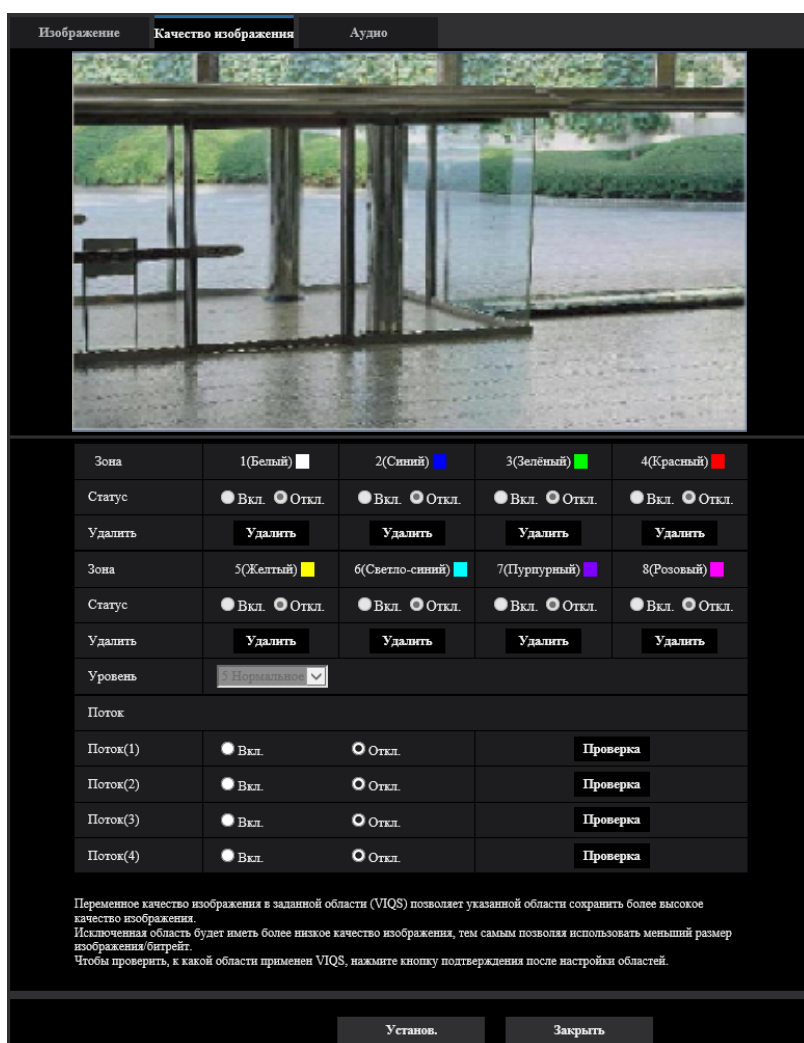 Изображение Качество изображения Аудио
Зона 1(Белый) 2(Синий) 3(Зелёный) 4(Красный)
Статус Вкл. Откл. Вкл. Откл. Вкл. Откл. Вкл. Откл.
Удалить Удалить Удалить Удалить Удалить
Зона 5(Желтый) 6(Светло-синий) 7(Пурпурный) 8(Розовый)
Статус Вкл. Откл. Вкл. Откл. Вкл. Откл. Вкл. Откл.
Удалить Удалить Удалить Удалить Удалить
Уровень 5 Нормальное
Поток
Поток(1) Вкл. Откл. Проверка
Поток(2) Вкл. Откл. Проверка
Поток(3) Вкл. Откл. Проверка
Поток(4) Вкл. Откл. Проверка
Переменное качество изображения в заданной области (VIQS) позволяет указанной области сохранить более высокое
качество изображения.
Исключенная область будет иметь более низкое качество изображения, тем самым позволяя использовать меньший размер
изображения/битрейт.
Чтобы проверить, к какой области применен VIQS, нажмите кнопку подтверждения после настройки областей.
Установ. Закрыть